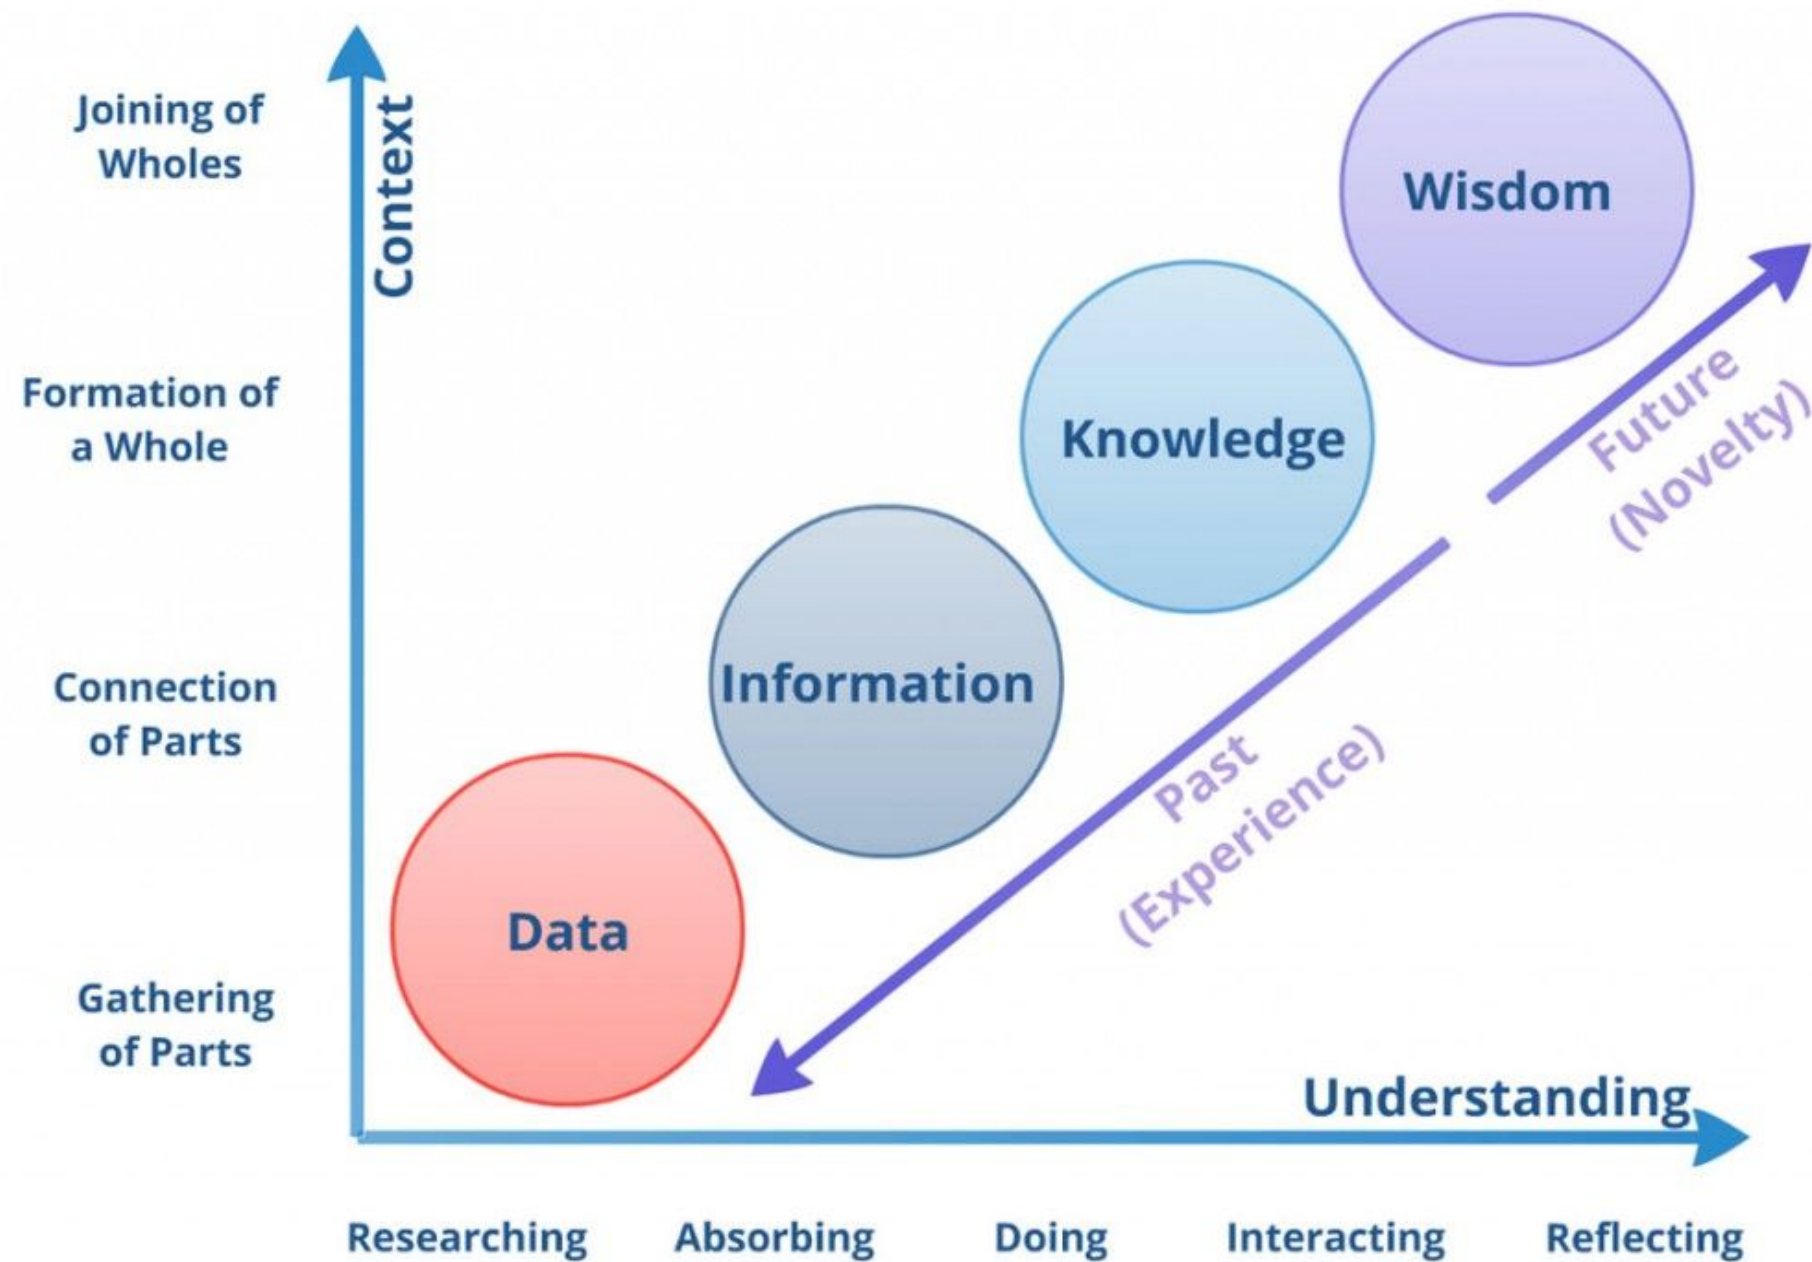 Joining of
Wholes
Context
Wisdom
Formation of
a Whole
Knowledge
Future
(Novelty)
Connection
of Parts
Information
Past
(Experience)
Data
Gathering
of Parts
Understanding
Researching
Absorbing
Doing
Interacting
Reflecting